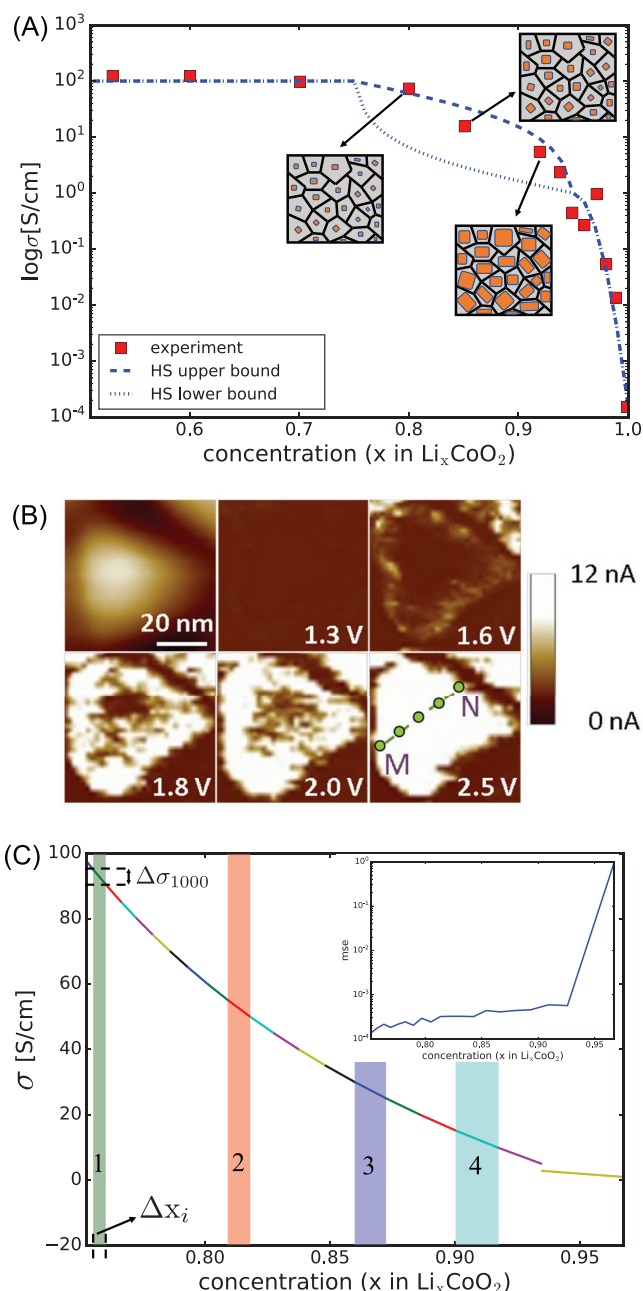 (A)
10³
10²
10¹
10⁰
10⁻¹
10⁻²
10⁻³
10⁻⁴
logσ[S/cm]
experiment
HS upper bound
HS lower bound
0.6 0.7 0.8 0.9 1.0
concentration (x in LiₓCoO₂)
(B)
20 nm
1.3 V
1.6 V
1.8 V
2.0 V
2.5 V
M
N
12 nA
0 nA
(C)
100
80
60
40
20
0
−20
σ [S/cm]
Δσ₁₀₀₀
1
2
3
4
Δxᵢ
0.80 0.85 0.90 0.95
concentration (x in LiₓCoO₂)
10⁰
10⁻¹
10⁻²
10⁻³
10⁻⁴
mse
0.80 0.85 0.90 0.95
concentration (x in LiₓCoO₂)